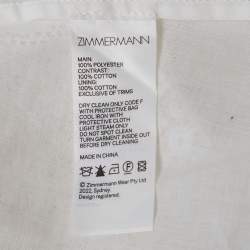 ZIMMERMANN
MAIN:
100% POLYESTER
CONTRAST:
100% COTTON
LINING:
100% COTTON
EXCLUSIVE OF TRIMS
DRY CLEAN ONLY CODE F
WITH PROTECTIVE BAG
COOL IRON WITH
PROTECTIVE CLOTH
LIGHT STEAM ONLY
DO NOT SPOT CLEAN
TURN GARMENT INSIDE OUT
BEFORE DRY CLEANING
MADE IN CHINA
© Zimmermann Wear Pty Ltd
2022, Sydney.
Design registered.